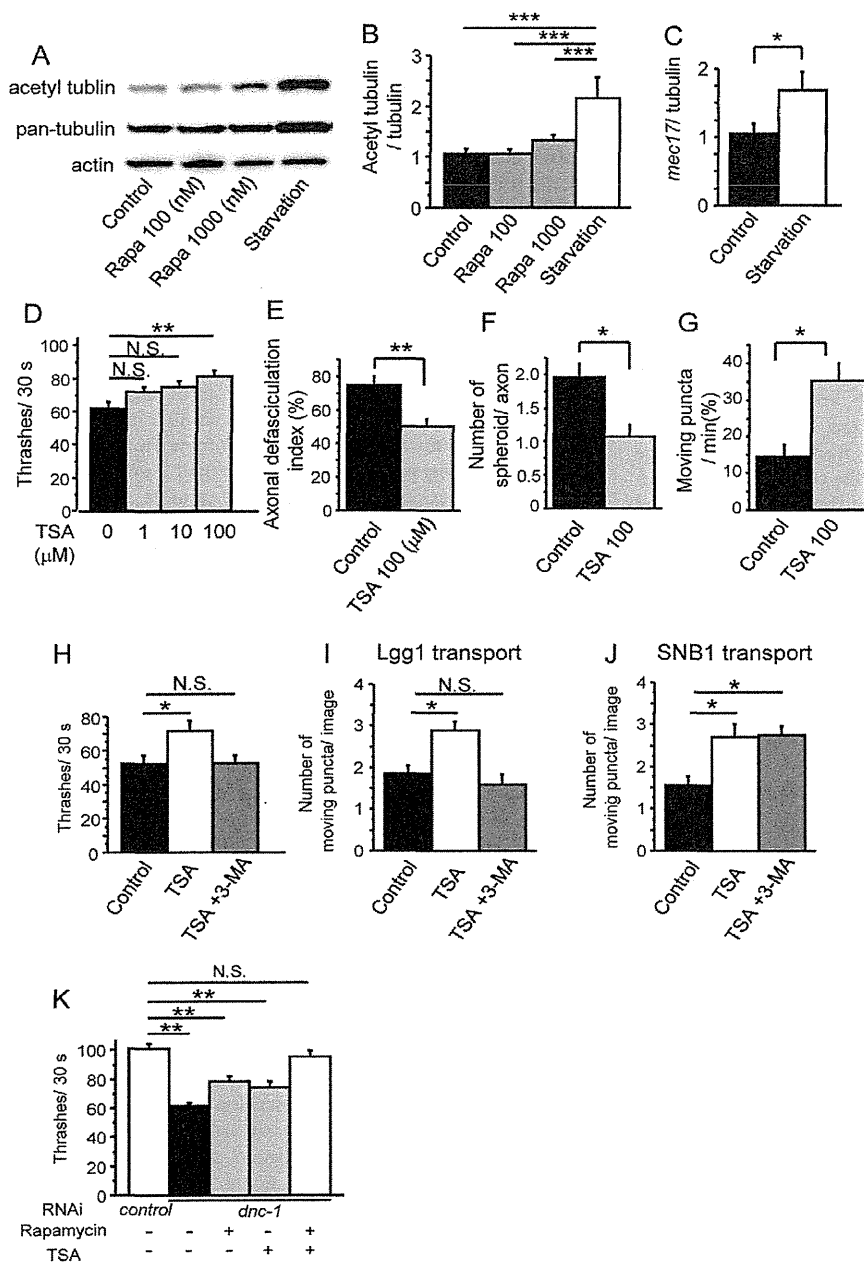 A
acetyl tublin
pan-tubulin
actin
Control
Rapa 100 (nM)
Rapa 1000 (nM)
Starvation
B
***
***
***
Acetyl tubulin
/ tubulin
3
2
1
0
Control
Rapa 100
Rapa 1000
Starvation
C
*
mec17/ tubulin
2
1
0
Control
Starvation
D
**
N.S.
N.S.
Thrashes/ 30 s
100
80
60
40
20
0
TSA
(μM)
0 1 10 100
E
**
Axonal defasciculation
index (%)
100
75
50
25
0
Control
TSA 100 (μM)
F
*
Number of
spheroid/ axon
2.0
1.5
1.0
0.5
0
Control
TSA 100
G
*
Moving puncta
/ min(%)
40
30
20
10
0
Control
TSA 100
H
N.S.
*
Thrashes/ 30 s
80
60
40
20
0
Control
TSA
TSA +3-MA
I
Lgg1 transport
N.S.
*
Number of
moving puncta/ image
4
3
2
1
0
Control
TSA
TSA +3-MA
J
SNB1 transport
*
*
Number of
moving puncta/ image
4
3
2
1
0
Control
TSA
TSA +3-MA
K
N.S.
**
**
**
Thrashes/ 30 s
100
80
60
40
20
0
RNAi control dnc-1
Rapamycin - - + - +
TSA - - - + +